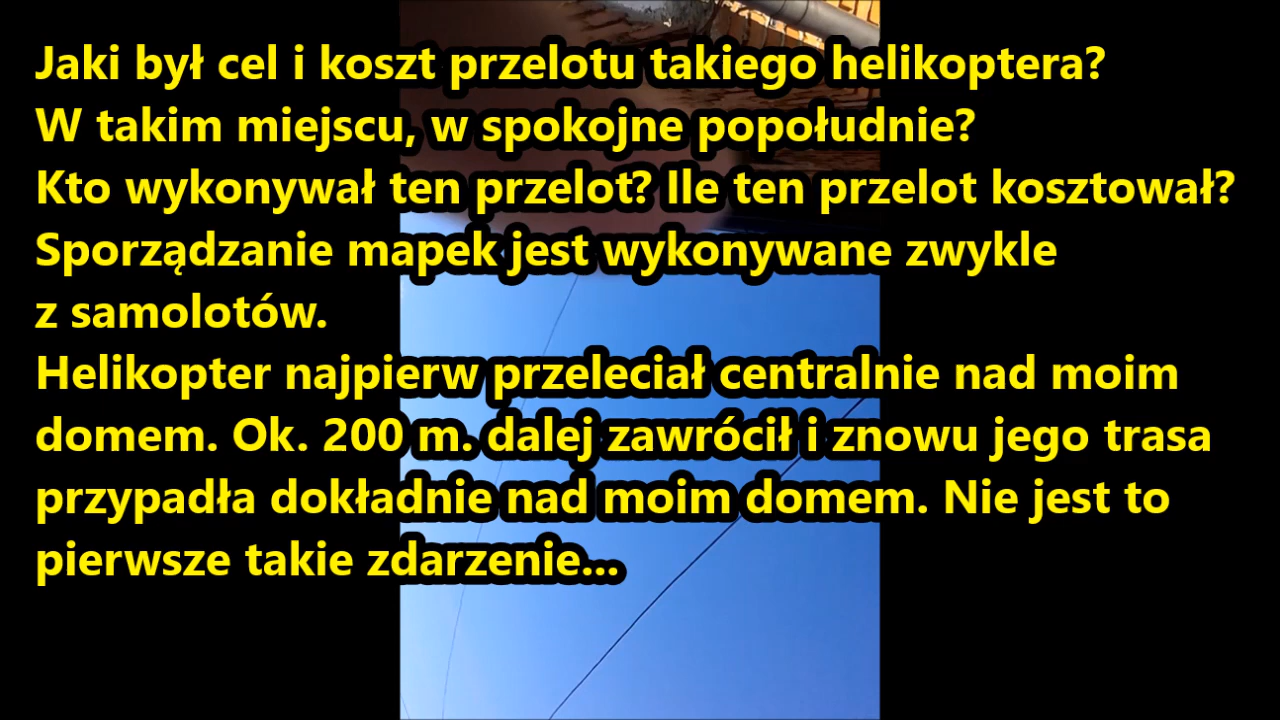 Jaki był cel i koszt przelotu takiego helikoptera?
W takim miejscu, w spokojne popołudnie?
Kto wykonywał ten przelot? Ile ten przelot kosztował?
Sporządzanie mapek jest wykonywane zwykle
z samolotów.
Helikopter najpierw przeleciał centralnie nad moim
domem. Ok. 200 m. dalej zawrócił i znowu jego trasa
przypadła dokładnie nad moim domem. Nie jest to
pierwsze takie zdarzenie...